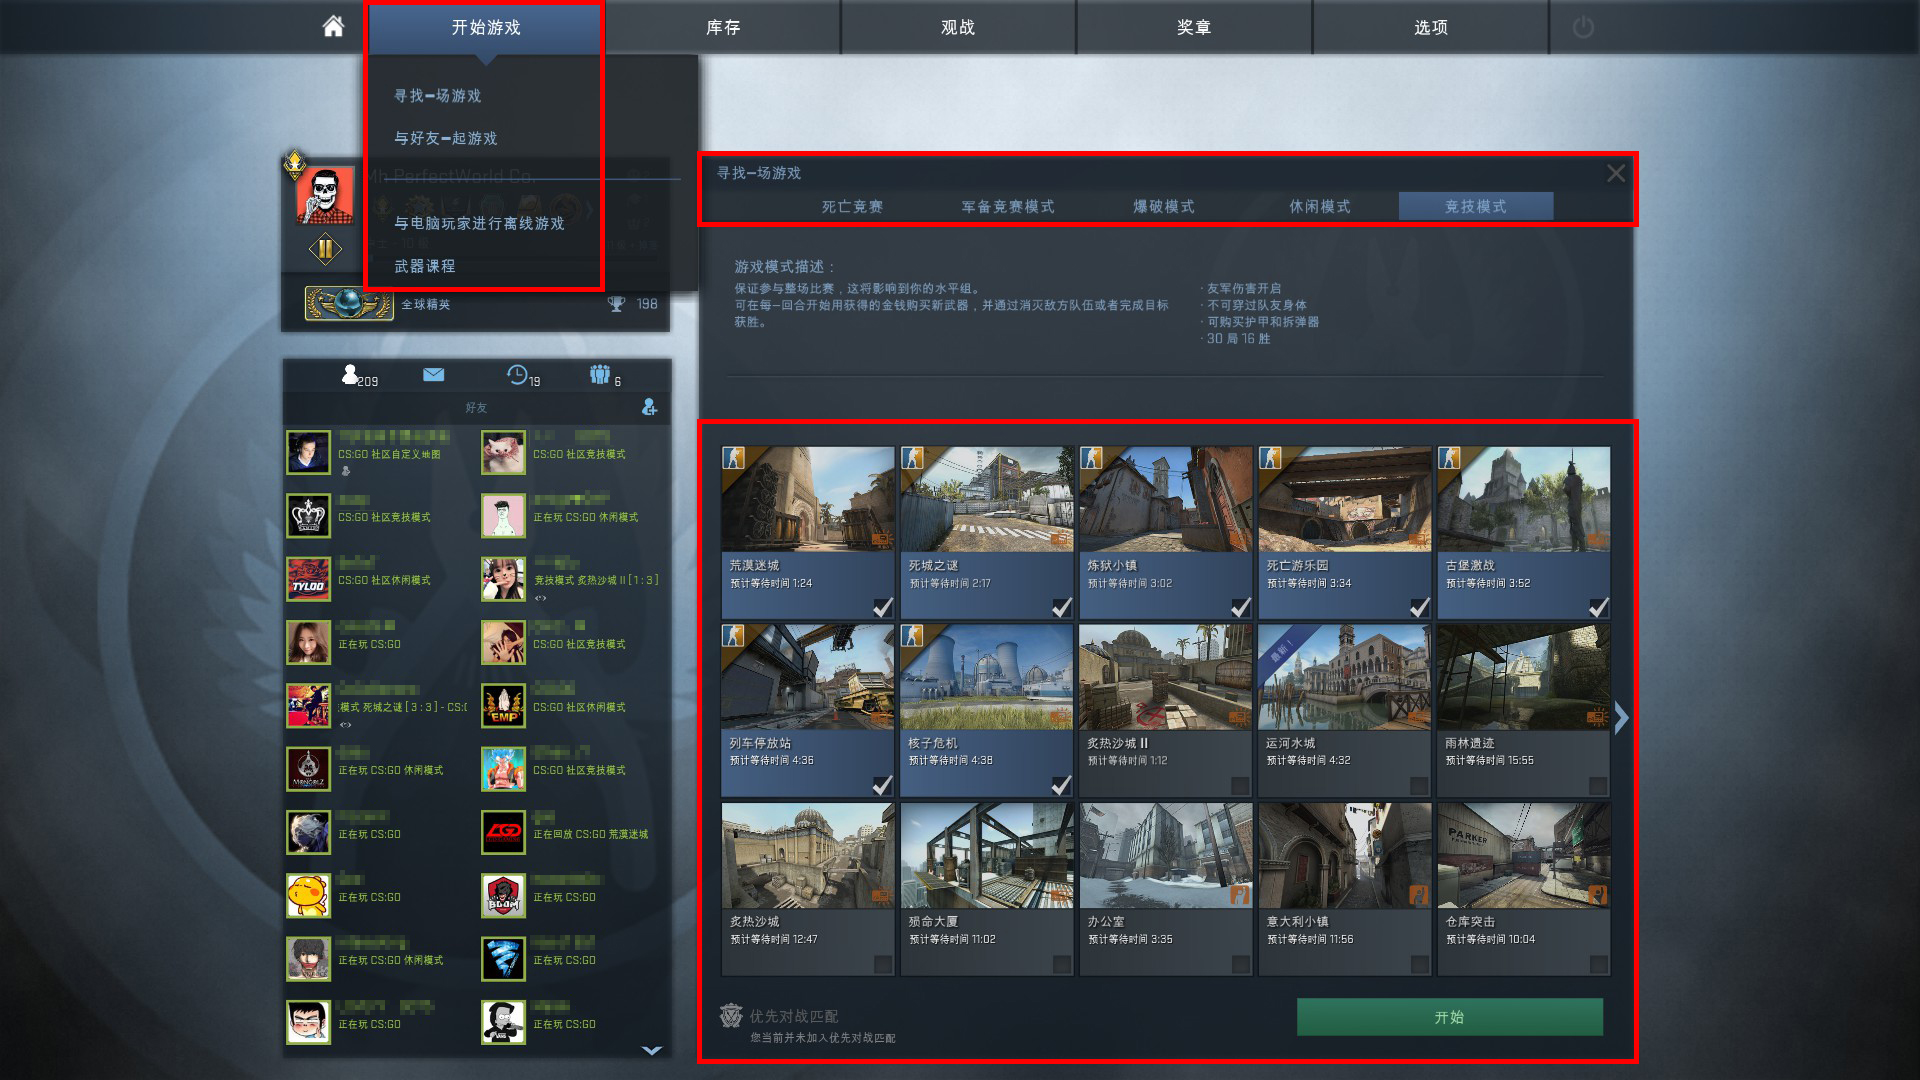 开始游戏
库存
观战
奖章
选项
寻找一场游戏
与好友一起游戏
与电脑玩家进行离线游戏
武器课程
Mh PerfectWorld Co.
全球精英
198
209
19
6
好友
CS:GO 社区自定义地图
CS:GO 社区竞技模式
CS:GO 社区竞技模式
正在玩 CS:GO 休闲模式
TYLOO
CS:GO 社区休闲模式
竞技模式 炙热沙城 II [ 1 : 3 ]
正在玩 CS:GO
CS:GO 社区竞技模式
模式 死城之谜 [ 3 : 3 ] - CS:G
EMP
CS:GO 社区休闲模式
正在玩 CS:GO 休闲模式
CS:GO 社区竞技模式
正在玩 CS:GO
LGD
正在回放 CS:GO 荒漠迷城
正在玩 CS:GO
BOOM
正在玩 CS:GO
正在玩 CS:GO 休闲模式
正在玩 CS:GO
正在玩 CS:GO
正在玩 CS:GO
寻找一场游戏
死亡竞赛
军备竞赛模式
爆破模式
休闲模式
竞技模式
游戏模式描述：
保证参与整场比赛，这将影响到你的水平组。
可在每一回合开始用获得的金钱购买新武器，并通过消灭敌方队伍或者完成目标
获胜。
· 友军伤害开启
· 不可穿过队友身体
· 可购买护甲和拆弹器
· 30 局 16 胜
荒漠迷城
预计等待时间 1:24
死城之谜
预计等待时间 2:17
炼狱小镇
预计等待时间 3:02
死亡游乐园
预计等待时间 3:34
古堡激战
预计等待时间 3:52
列车停放站
预计等待时间 4:36
核子危机
预计等待时间 4:38
炙热沙城 II
预计等待时间 1:12
最新！
运河水城
预计等待时间 4:32
雨林遗迹
预计等待时间 15:55
炙热沙城
预计等待时间 12:47
殒命大厦
预计等待时间 11:02
办公室
预计等待时间 3:35
意大利小镇
预计等待时间 11:56
PARKER
仓库突击
预计等待时间 10:04
优先对战匹配
您当前并未加入优先对战匹配
开始